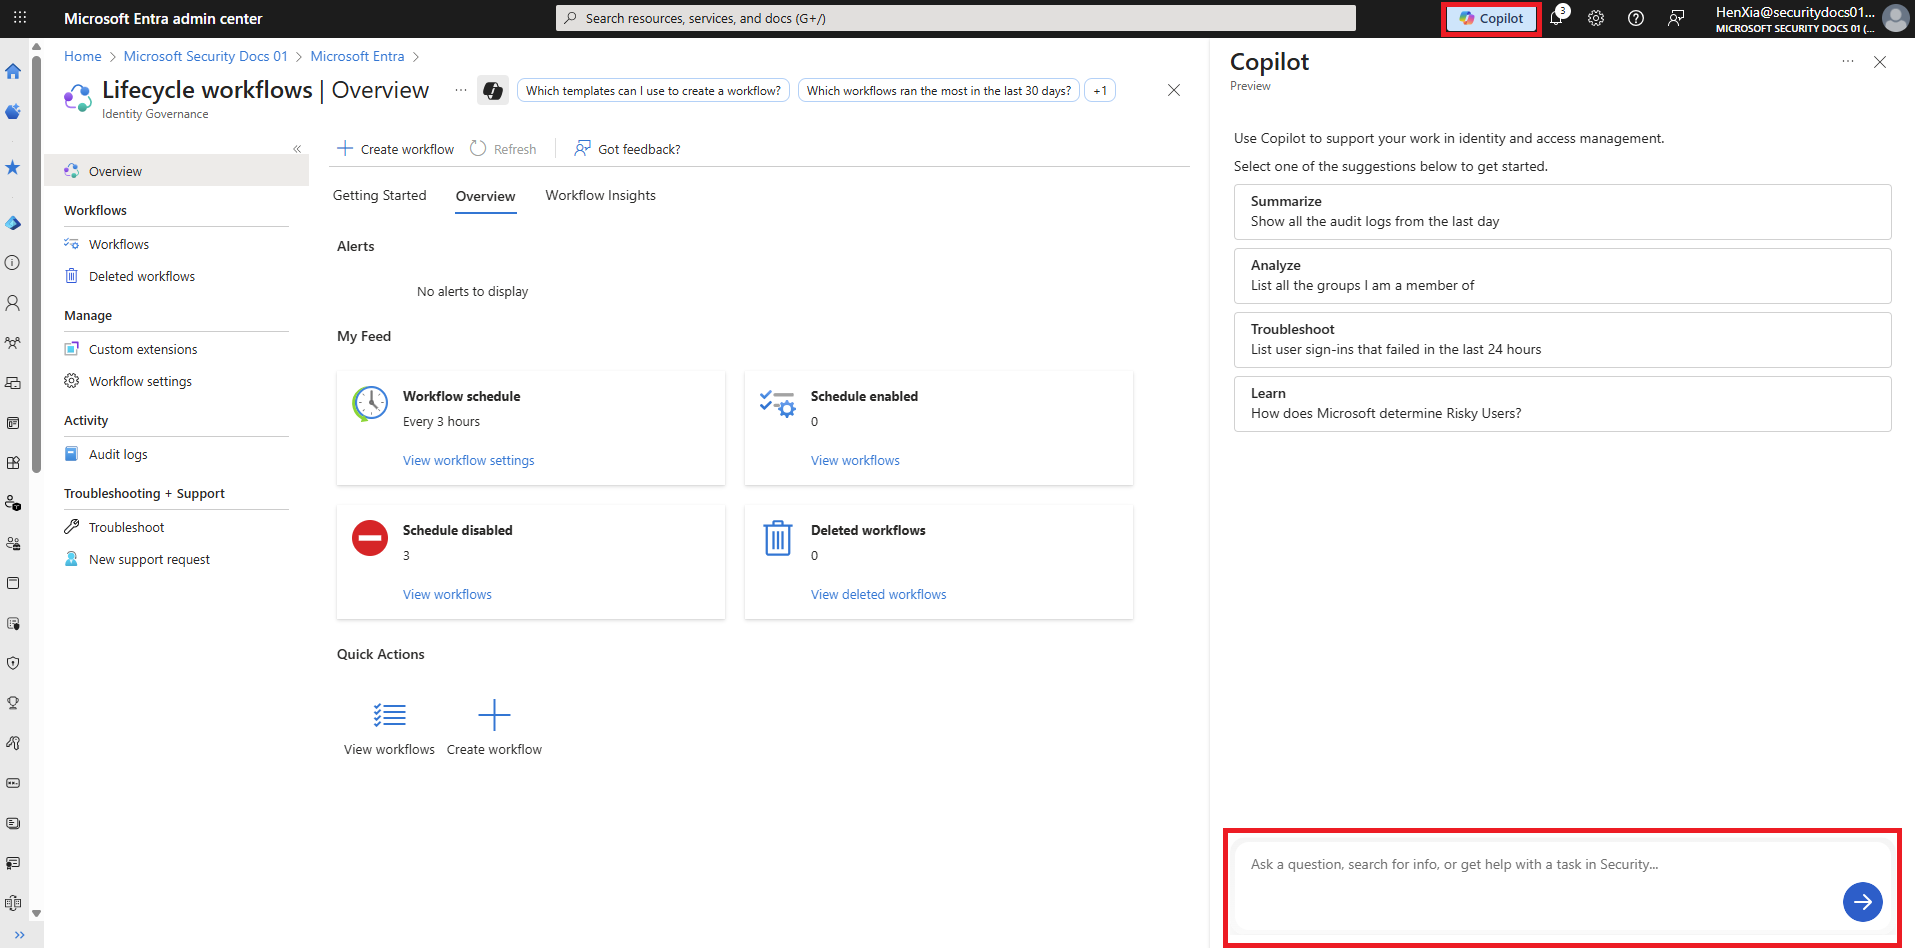 Microsoft Entra admin center
Search resources, services, and docs (G+/)
Copilot
3
HenXia@securitydocs01...
MICROSOFT SECURITY DOCS 01 (...
Home > Microsoft Security Docs 01 > Microsoft Entra >
Lifecycle workflows | Overview
...
Which templates can I use to create a workflow?
Which workflows ran the most in the last 30 days?
+1
Identity Governance
Overview
Workflows
Workflows
Deleted workflows
Manage
Custom extensions
Workflow settings
Activity
Audit logs
Troubleshooting + Support
Troubleshoot
New support request
Create workflow
Refresh
Got feedback?
Getting Started
Overview
Workflow Insights
Alerts
No alerts to display
My Feed
Workflow schedule
Every 3 hours
View workflow settings
Schedule enabled
0
View workflows
Schedule disabled
3
View workflows
Deleted workflows
0
View deleted workflows
Quick Actions
View workflows
Create workflow
Copilot
...
Preview
Use Copilot to support your work in identity and access management.
Select one of the suggestions below to get started.
Summarize
Show all the audit logs from the last day
Analyze
List all the groups I am a member of
Troubleshoot
List user sign-ins that failed in the last 24 hours
Learn
How does Microsoft determine Risky Users?
Ask a question, search for info, or get help with a task in Security...